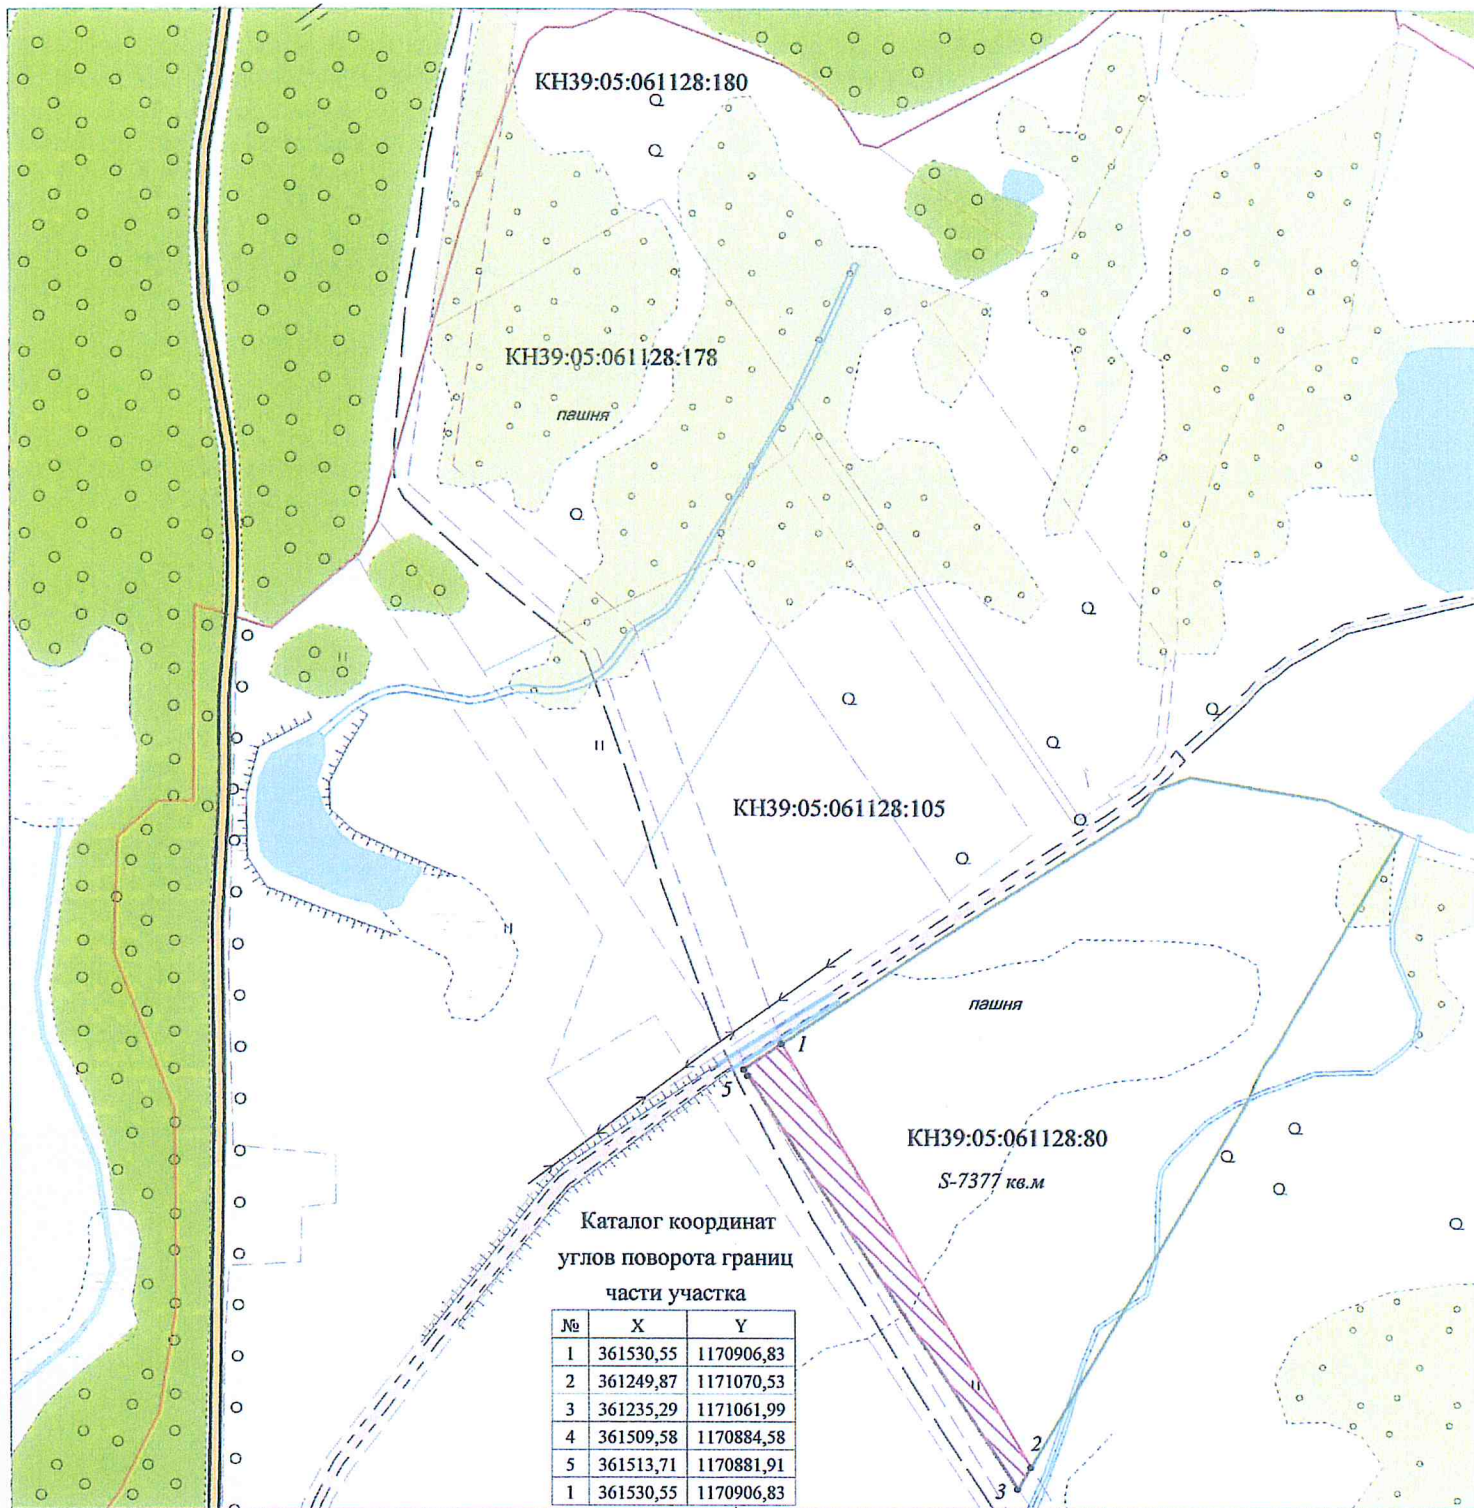 КН39:05:061128:180
КН39:05:061128:178
пашня
КН39:05:061128:105
пашня
1
5
КН39:05:061128:80
S-7377 кв.м
Каталог координат
углов поворота границ
части участка
№ X Y
1 361530,55 1170906,83
2 361249,87 1171070,53
3 361235,29 1171061,99
4 361509,58 1170884,58
5 361513,71 1170881,91
1 361530,55 1170906,83
2
3